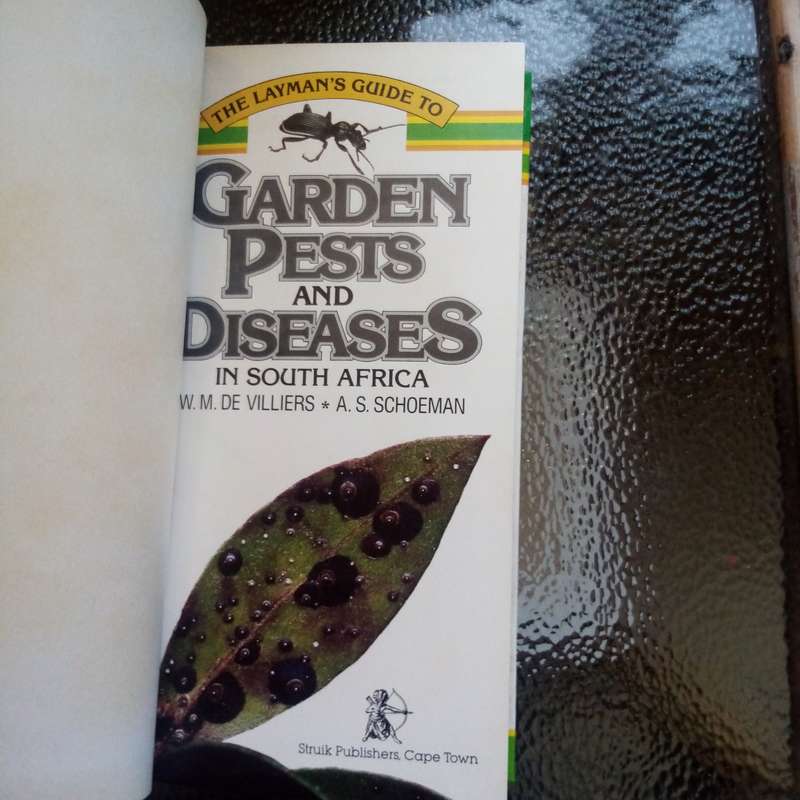 THE LAYMAN'S GUIDE TO
GARDEN
PESTS
AND
DISEASES
IN SOUTH AFRICA
W. M. DE VILLIERS * A. S. SCHOEMAN
Struik Publishers, Cape Town